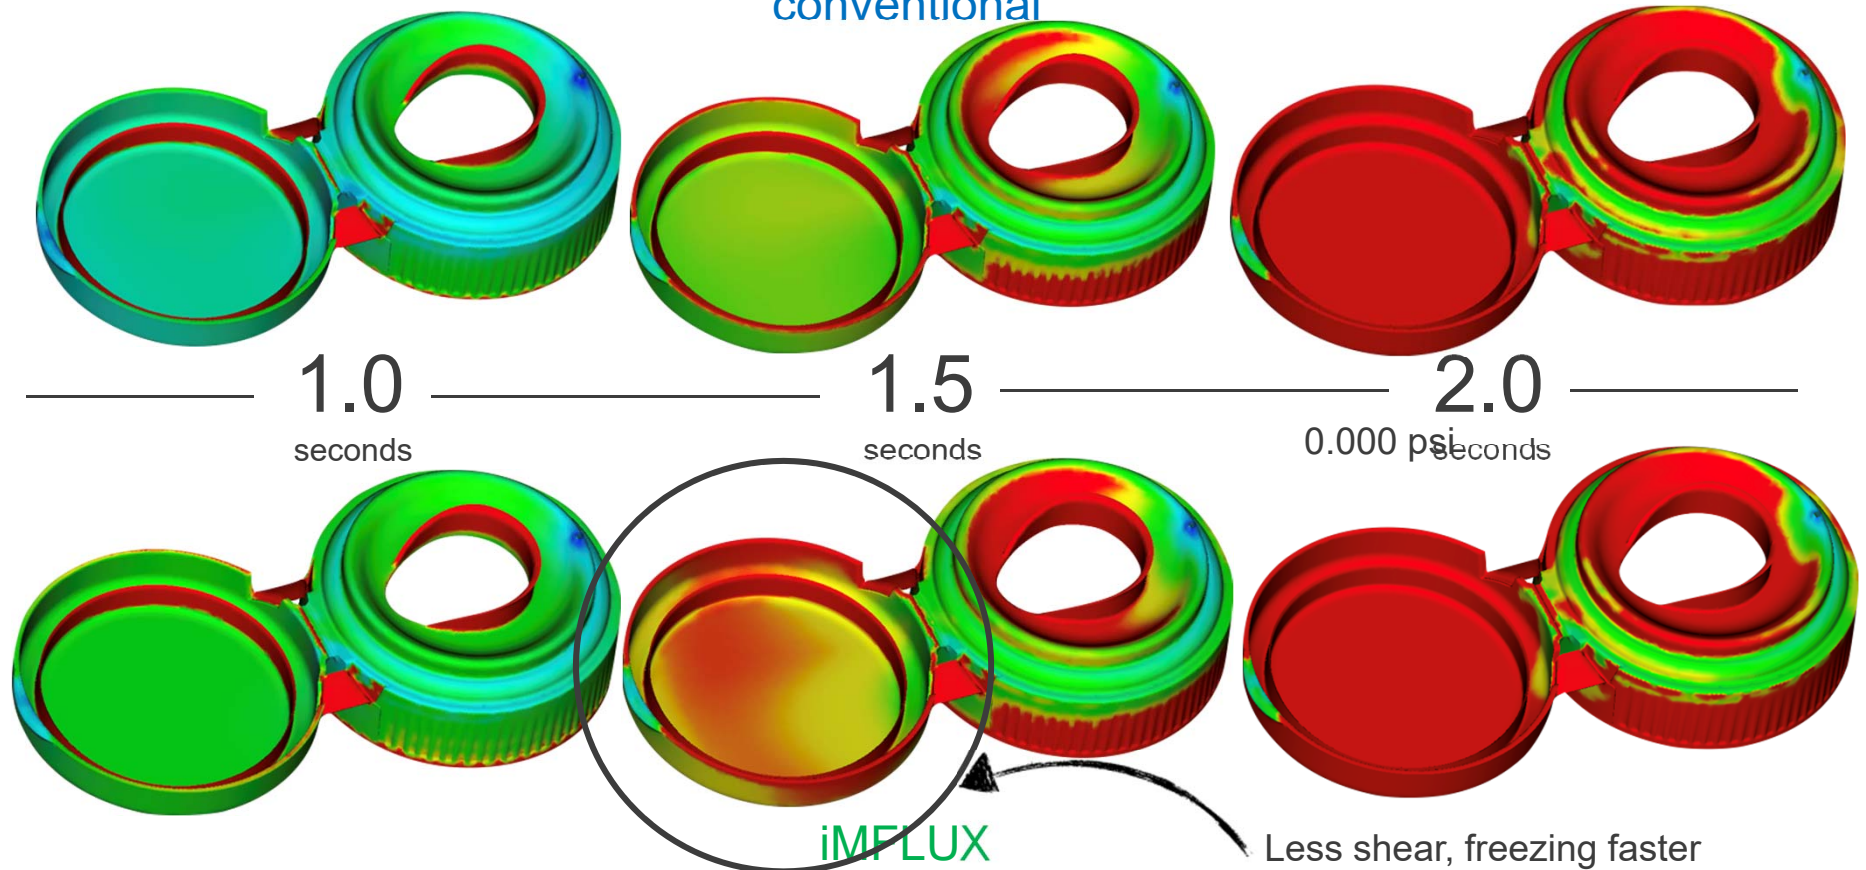 conventional
1.0
seconds
1.5
seconds
2.0
seconds
0.000 psi
iMFLUX
Less shear, freezing faster